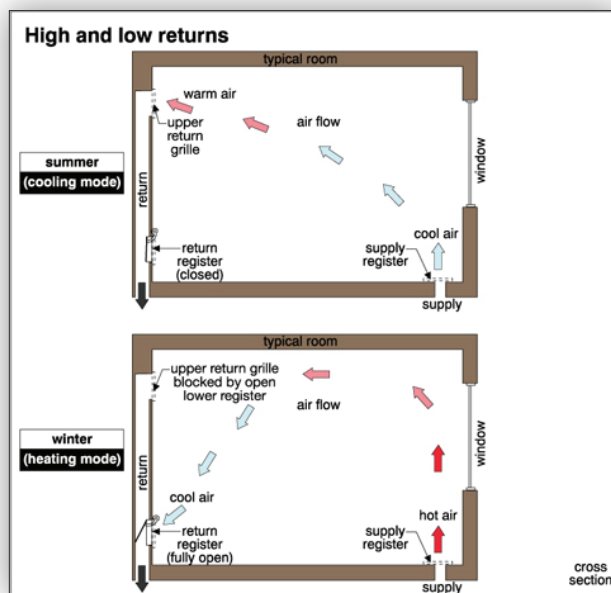 High and low returns
typical room
warm air
upper
return
grille
air flow
summer
(cooling mode)
return
window
return
register
(closed)
cool air
supply
register
supply
typical room
upper return grille
blocked by open
lower register
air flow
winter
(heating mode)
return
window
cool air
return
register
(fully open)
hot air
supply
register
supply
cross
section